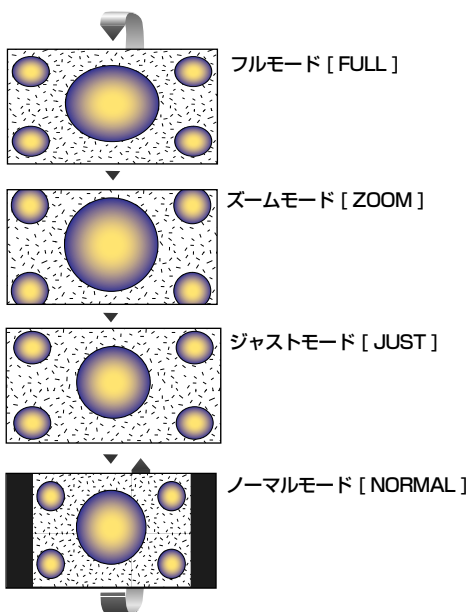 フルモード [ FULL ]
ズームモード [ ZOOM ]
ジャストモード [ JUST ]
ノーマルモード [ NORMAL ]